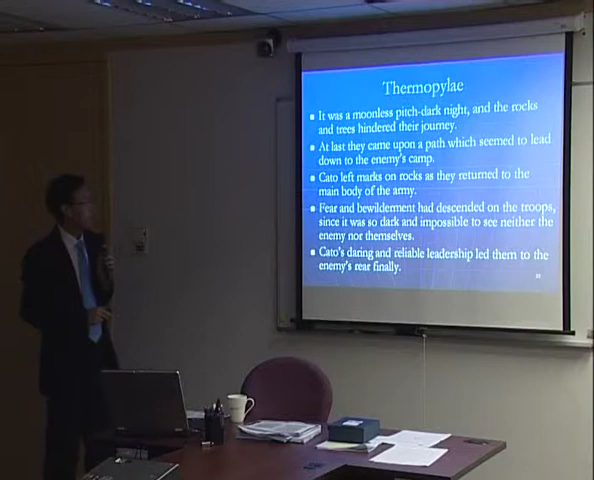 Thermopylae
It was a moonless pitch-dark night, and the rocks
and trees hindered their journey.
At last they came upon a path which seemed to lead
down to the enemy's camp.
Cato left marks on rocks as they returned to the
main body of the army.
Fear and bewilderment had descended on the troops,
since it was so dark and impossible to see neither the
enemy nor themselves.
Cato's daring and reliable leadership led them to the
enemy's rear finally.